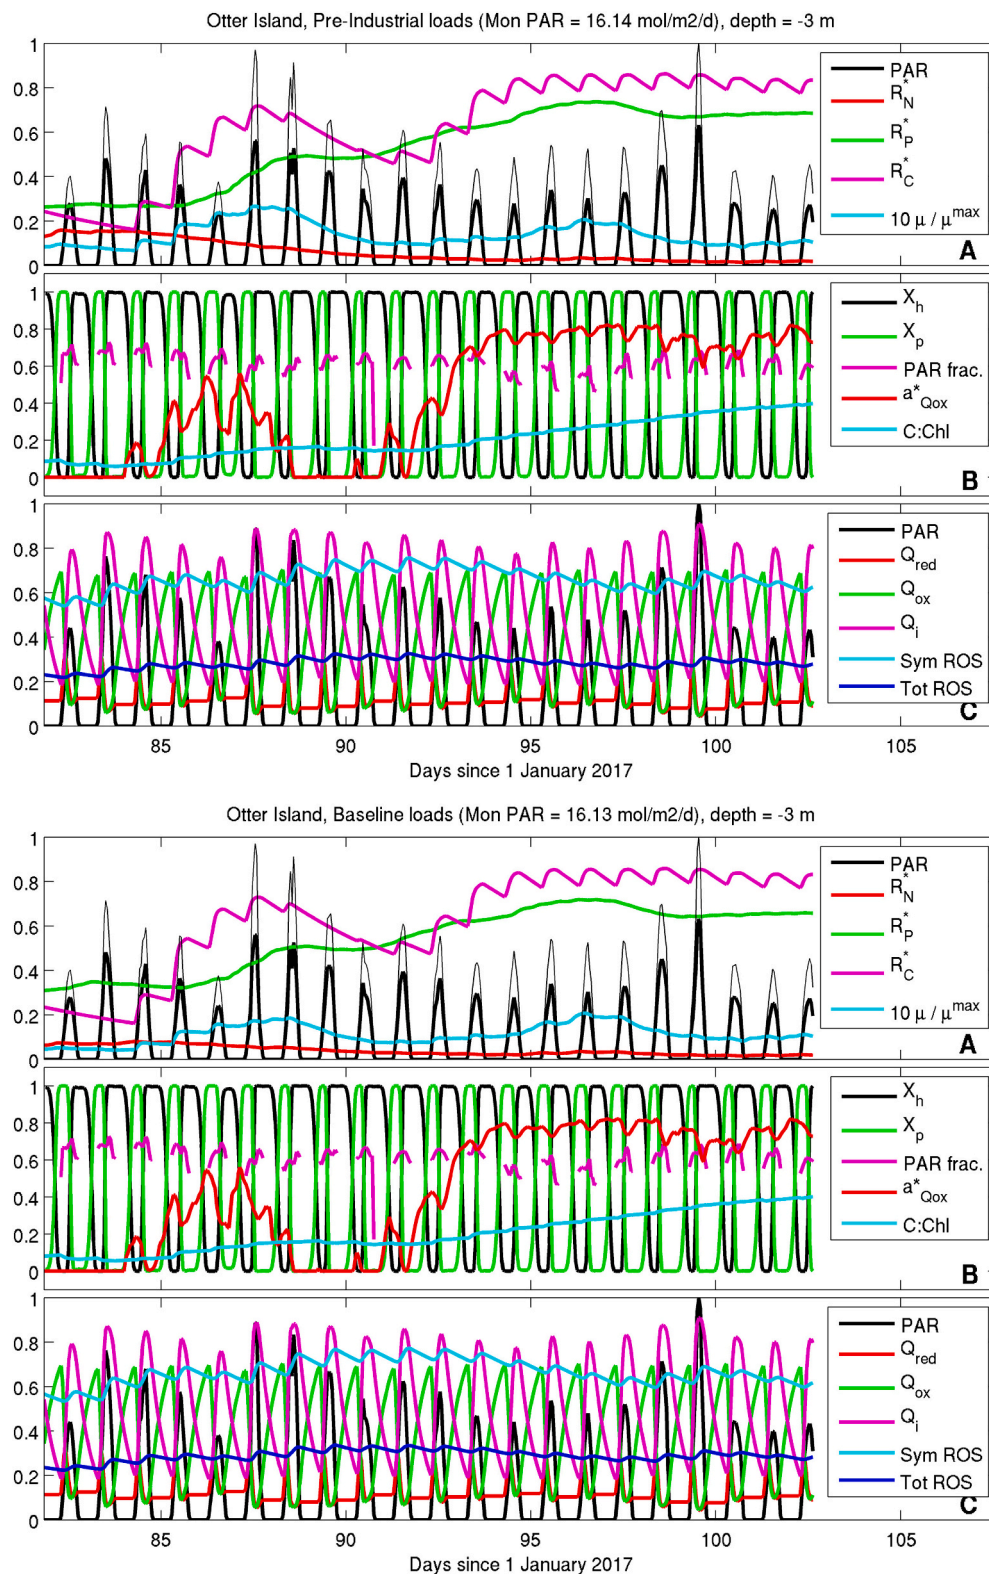 Otter Island, Pre-Industrial loads (Mon PAR = 16.14 mol/m2/d), depth = -3 m
1
0.8
0.6
0.4
0.2
0
PAR
R*N
R*P
R*C
10 μ / μmax
A
1
0.8
0.6
0.4
0.2
0
Xh
Xp
PAR frac.
a*Qox
C:Chl
B
1
0.8
0.6
0.4
0.2
0
PAR
Qred
Qox
Qi
Sym ROS
Tot ROS
C
85 90 95 100 105
Days since 1 January 2017
Otter Island, Baseline loads (Mon PAR = 16.13 mol/m2/d), depth = -3 m
1
0.8
0.6
0.4
0.2
0
PAR
R*N
R*P
R*C
10 μ / μmax
A
1
0.8
0.6
0.4
0.2
0
Xh
Xp
PAR frac.
a*Qox
C:Chl
B
1
0.8
0.6
0.4
0.2
0
PAR
Qred
Qox
Qi
Sym ROS
Tot ROS
C
85 90 95 100 105
Days since 1 January 2017